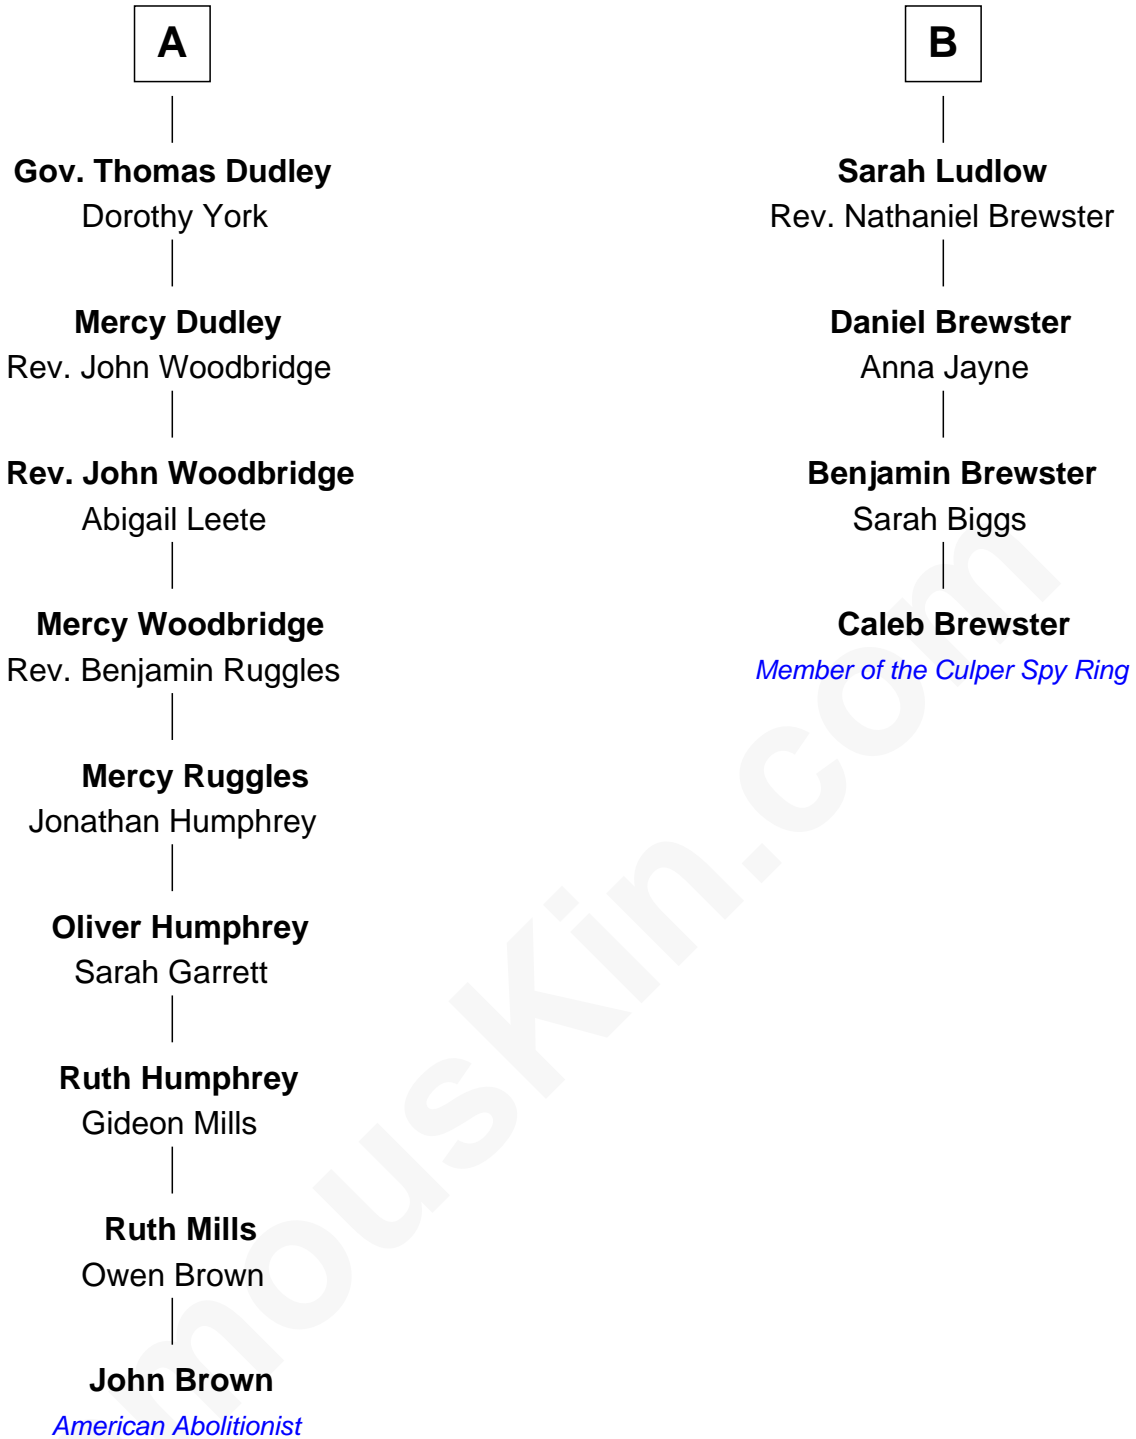 A
Gov. Thomas Dudley
Dorothy York
Mercy Dudley
Rev. John Woodbridge
Rev. John Woodbridge
Abigail Leete
Mercy Woodbridge
Rev. Benjamin Ruggles
Mercy Ruggles
Jonathan Humphrey
Oliver Humphrey
Sarah Garrett
Ruth Humphrey
Gideon Mills
Ruth Mills
Owen Brown
John Brown
American Abolitionist
B
Sarah Ludlow
Rev. Nathaniel Brewster
Daniel Brewster
Anna Jayne
Benjamin Brewster
Sarah Biggs
Caleb Brewster
Member of the Culper Spy Ring
mousKin.com